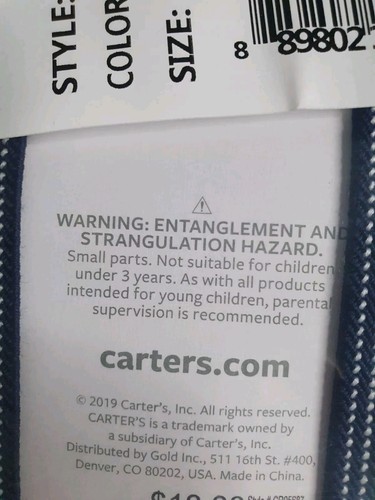 STYLE:
COLOR
SIZE:
8 89802
WARNING: ENTANGLEMENT AND
STRANGULATION HAZARD.
Small parts. Not suitable for children
under 3 years. As with all products
intended for young children, parental
supervision is recommended.
carters.com
© 2019 Carter's, Inc. All rights reserved.
CARTER'S is a trademark owned by
a subsidiary of Carter's, Inc.
Distributed by Gold Inc., 511 16th St. #400,
Denver, CO 80202, USA. Made in China.